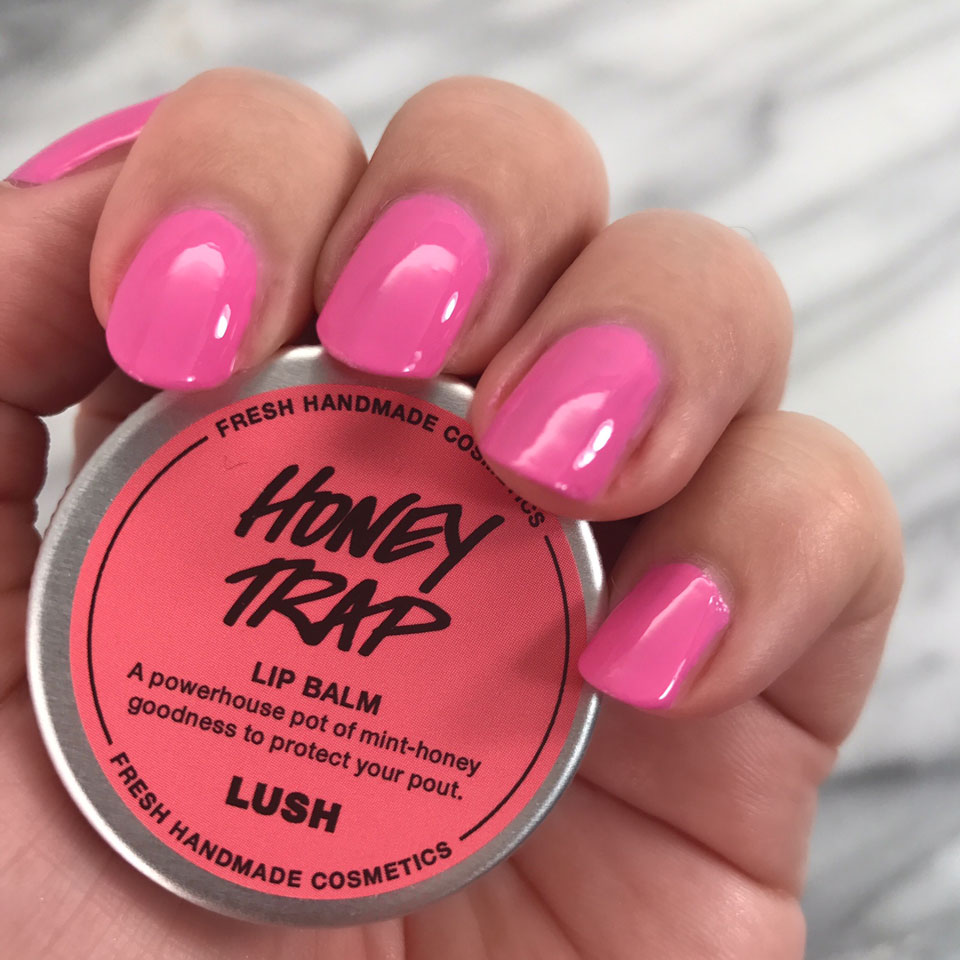 FRESH HANDMADE COSMETICS
HONEY
TRAP
LIP BALM
A powerhouse pot of mint-honey
goodness to protect your pout.
LUSH
FRESH HANDMADE COSMETICS